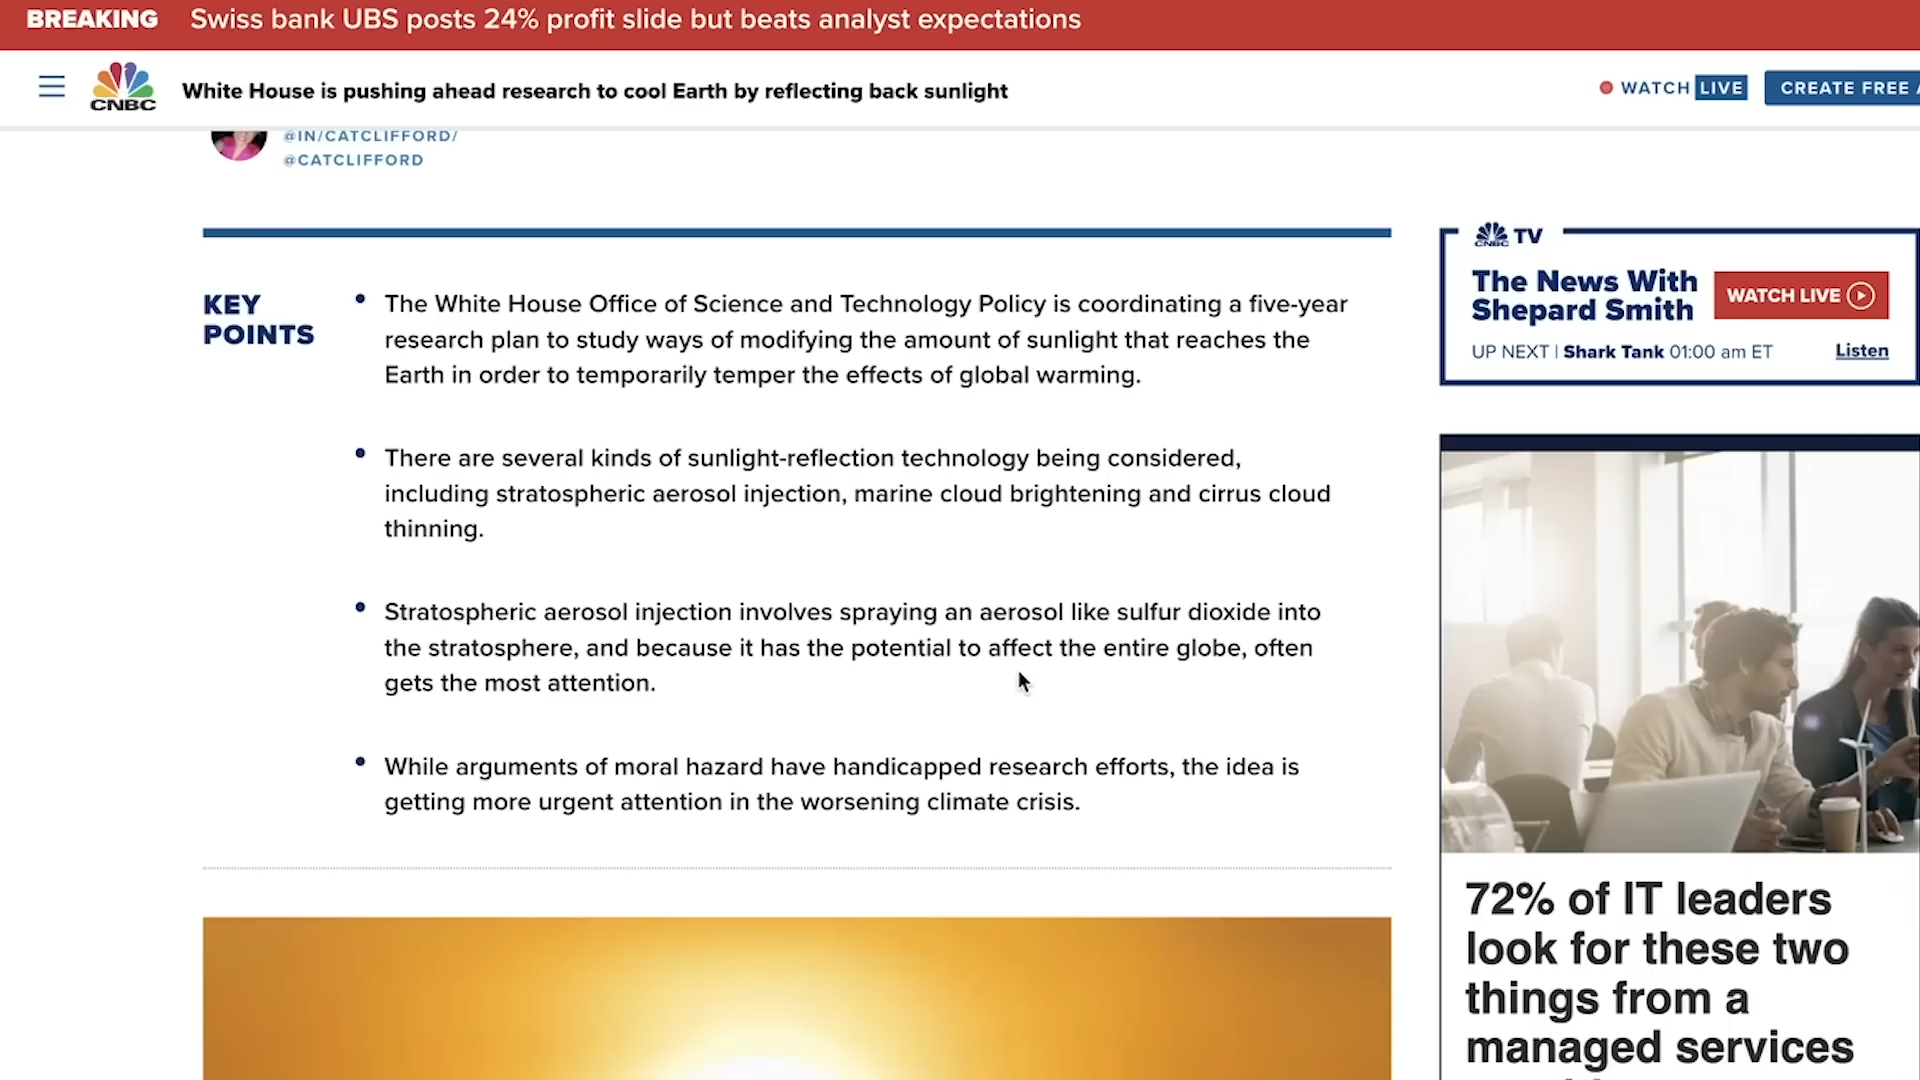 BREAKING Swiss bank UBS posts 24% profit slide but beats analyst expectations
CNBC
White House is pushing ahead research to cool Earth by reflecting back sunlight
WATCH LIVE
CREATE FREE
@IN/CATCLIFFORD/
@CATCLIFFORD
KEY
POINTS
• The White House Office of Science and Technology Policy is coordinating a five-year
research plan to study ways of modifying the amount of sunlight that reaches the
Earth in order to temporarily temper the effects of global warming.
• There are several kinds of sunlight-reflection technology being considered,
including stratospheric aerosol injection, marine cloud brightening and cirrus cloud
thinning.
• Stratospheric aerosol injection involves spraying an aerosol like sulfur dioxide into
the stratosphere, and because it has the potential to affect the entire globe, often
gets the most attention.
• While arguments of moral hazard have handicapped research efforts, the idea is
getting more urgent attention in the worsening climate crisis.
CNBC TV
The News With
Shepard Smith
WATCH LIVE
UP NEXT | Shark Tank 01:00 am ET
Listen
72% of IT leaders
look for these two
things from a
managed services